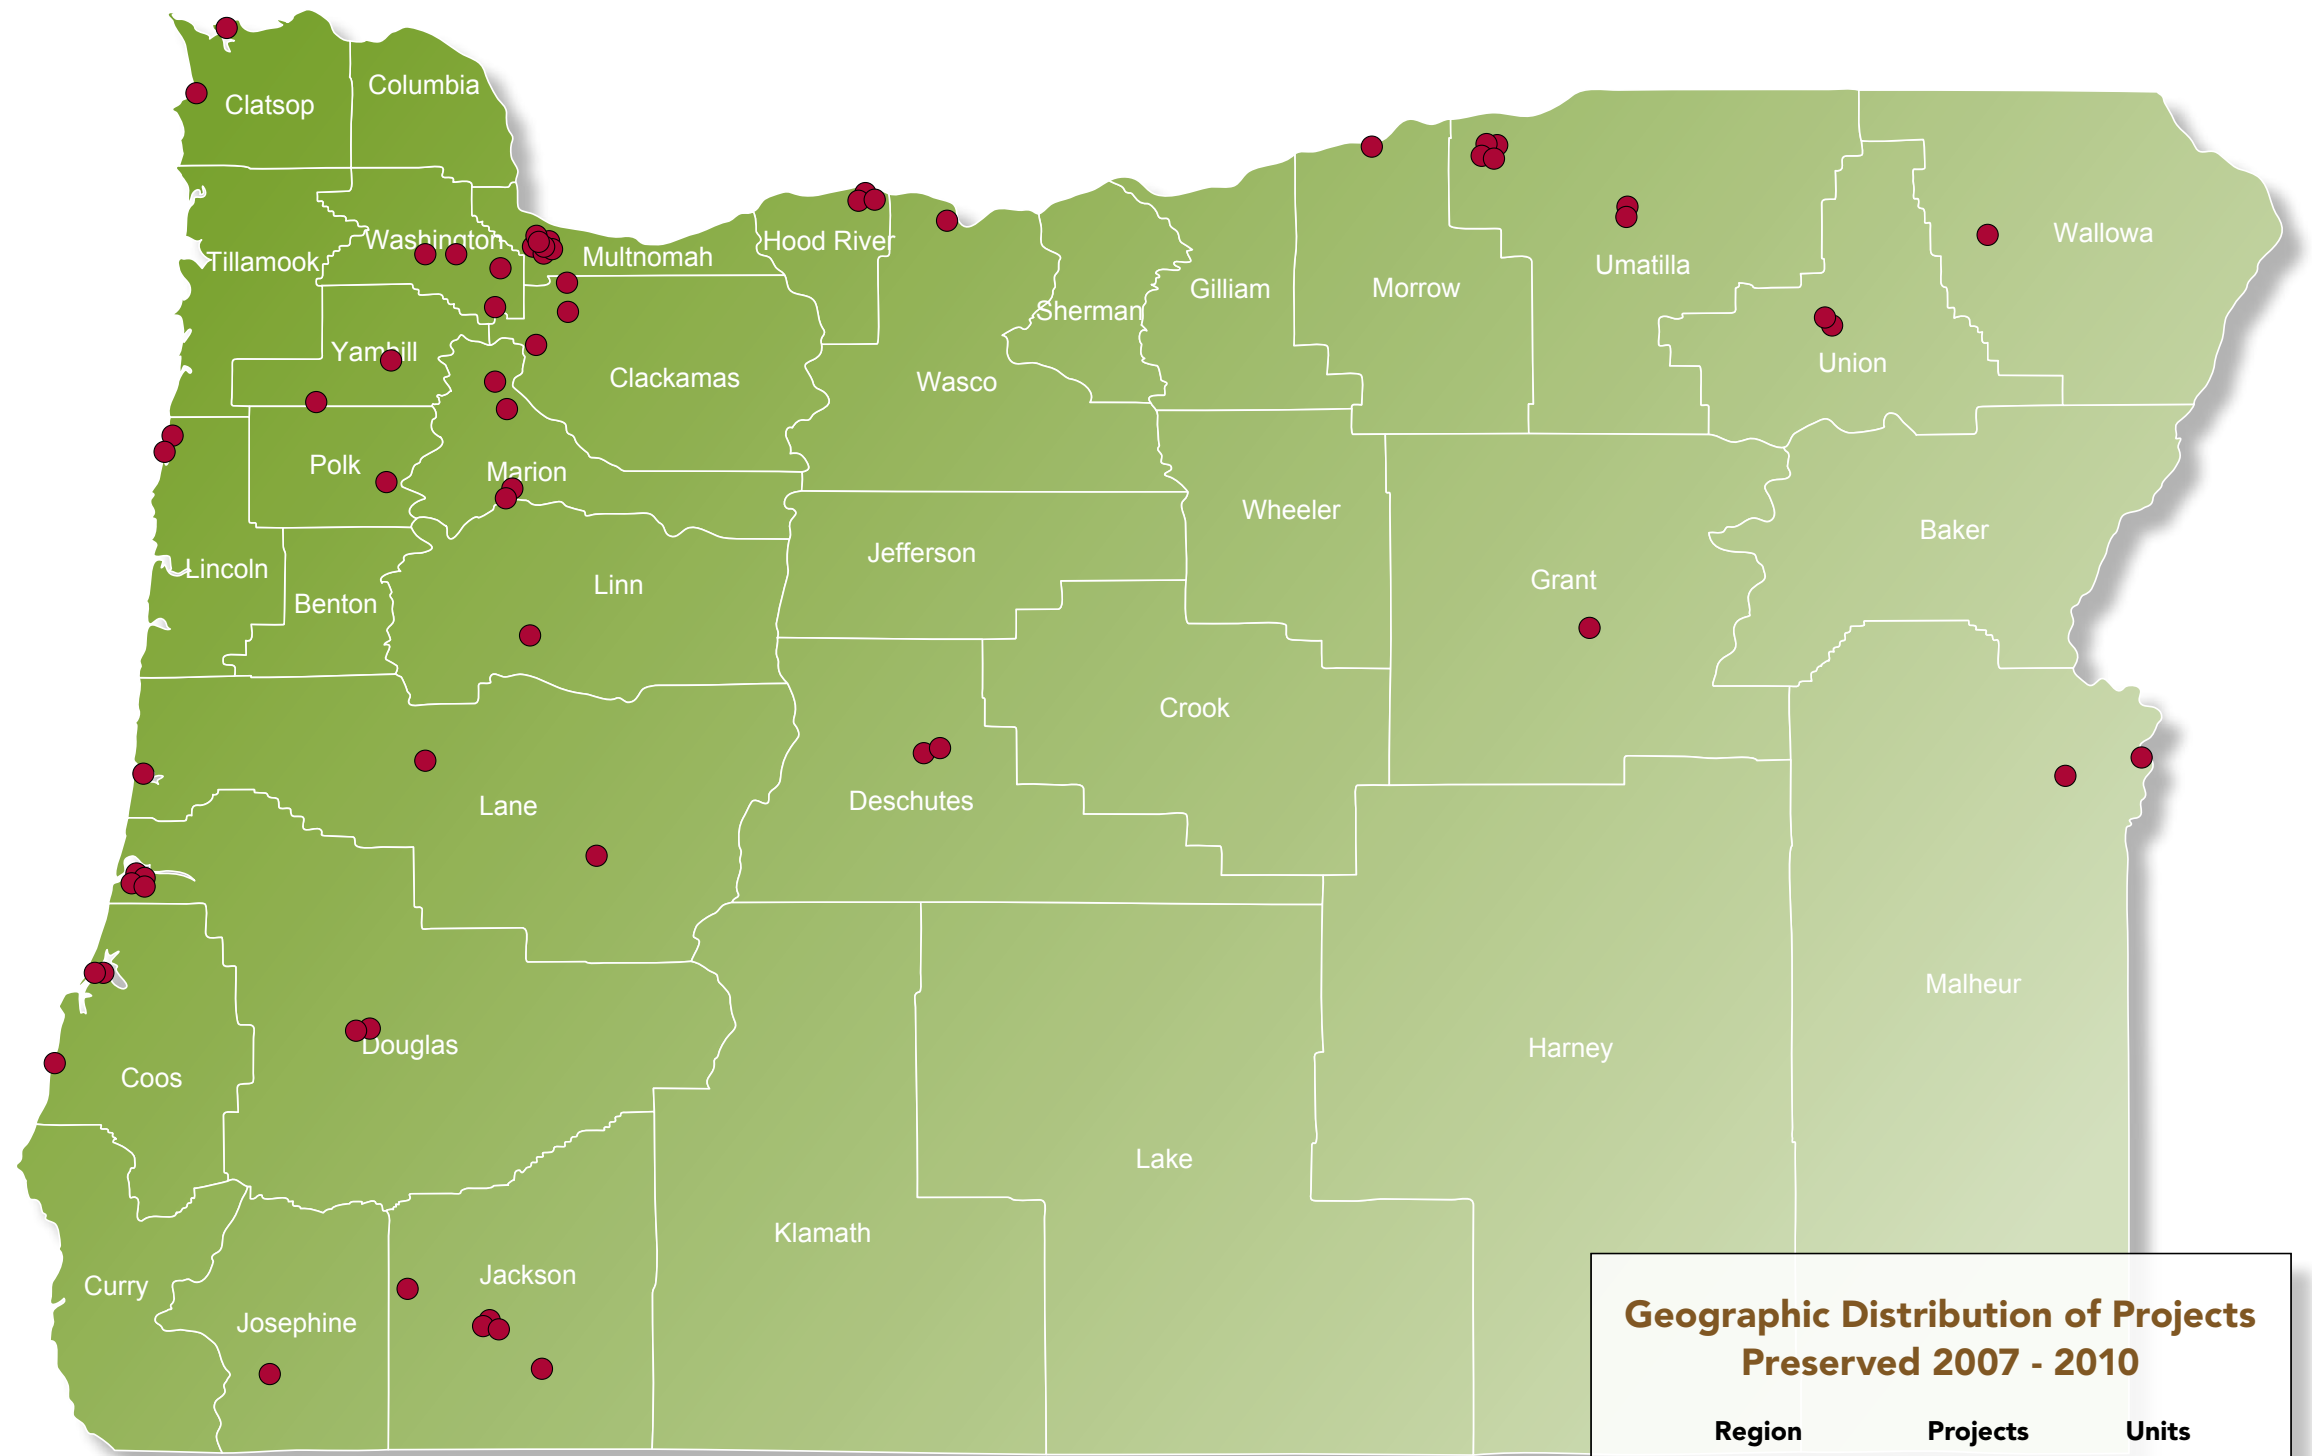 Columbia
Clatsop
Washington
Multnomah
Hood River
Tillamook
Wallowa
Umatilla
Gilliam
Morrow
Sherman
Yamhill
Clackamas
Wasco
Union
Polk
Marion
Wheeler
Baker
Jefferson
Lincoln
Linn
Grant
Benton
Crook
Lane
Deschutes
Malheur
Douglas
Harney
Coos
Lake
Klamath
Jackson
Curry
Josephine
Geographic Distribution of Projects
Preserved 2007 - 2010
Region Projects Units